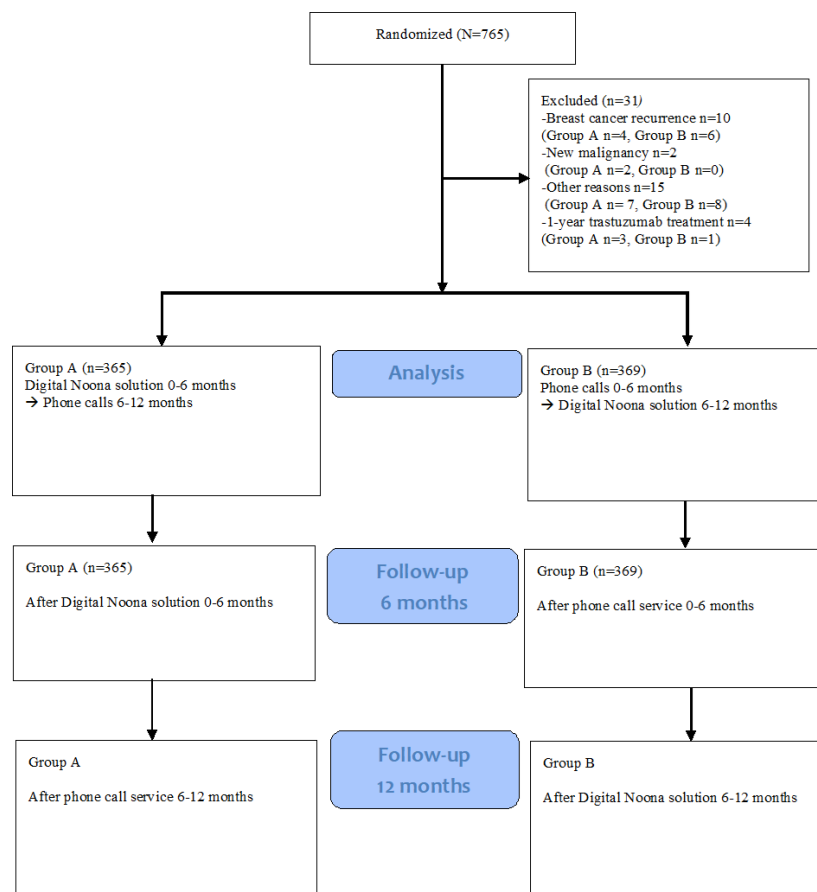 Randomized (N=765)
Excluded (n=31)
-Breast cancer recurrence n=10
(Group A n=4, Group B n=6)
-New malignancy n=2
(Group A n=2, Group B n=0)
-Other reasons n=15
(Group A n= 7, Group B n=8)
-1-year trastuzumab treatment n=4
(Group A n=3, Group B n=1)
Group A (n=365)
Digital Noona solution 0-6 months
→ Phone calls 6-12 months
Analysis
Group B (n=369)
Phone calls 0-6 months
→ Digital Noona solution 6-12 months
Group A (n=365)
After Digital Noona solution 0-6 months
Follow-up
6 months
Group B (n=369)
After phone call service 0-6 months
Group A
After phone call service 6-12 months
Follow-up
12 months
Group B
After Digital Noona solution 6-12 months